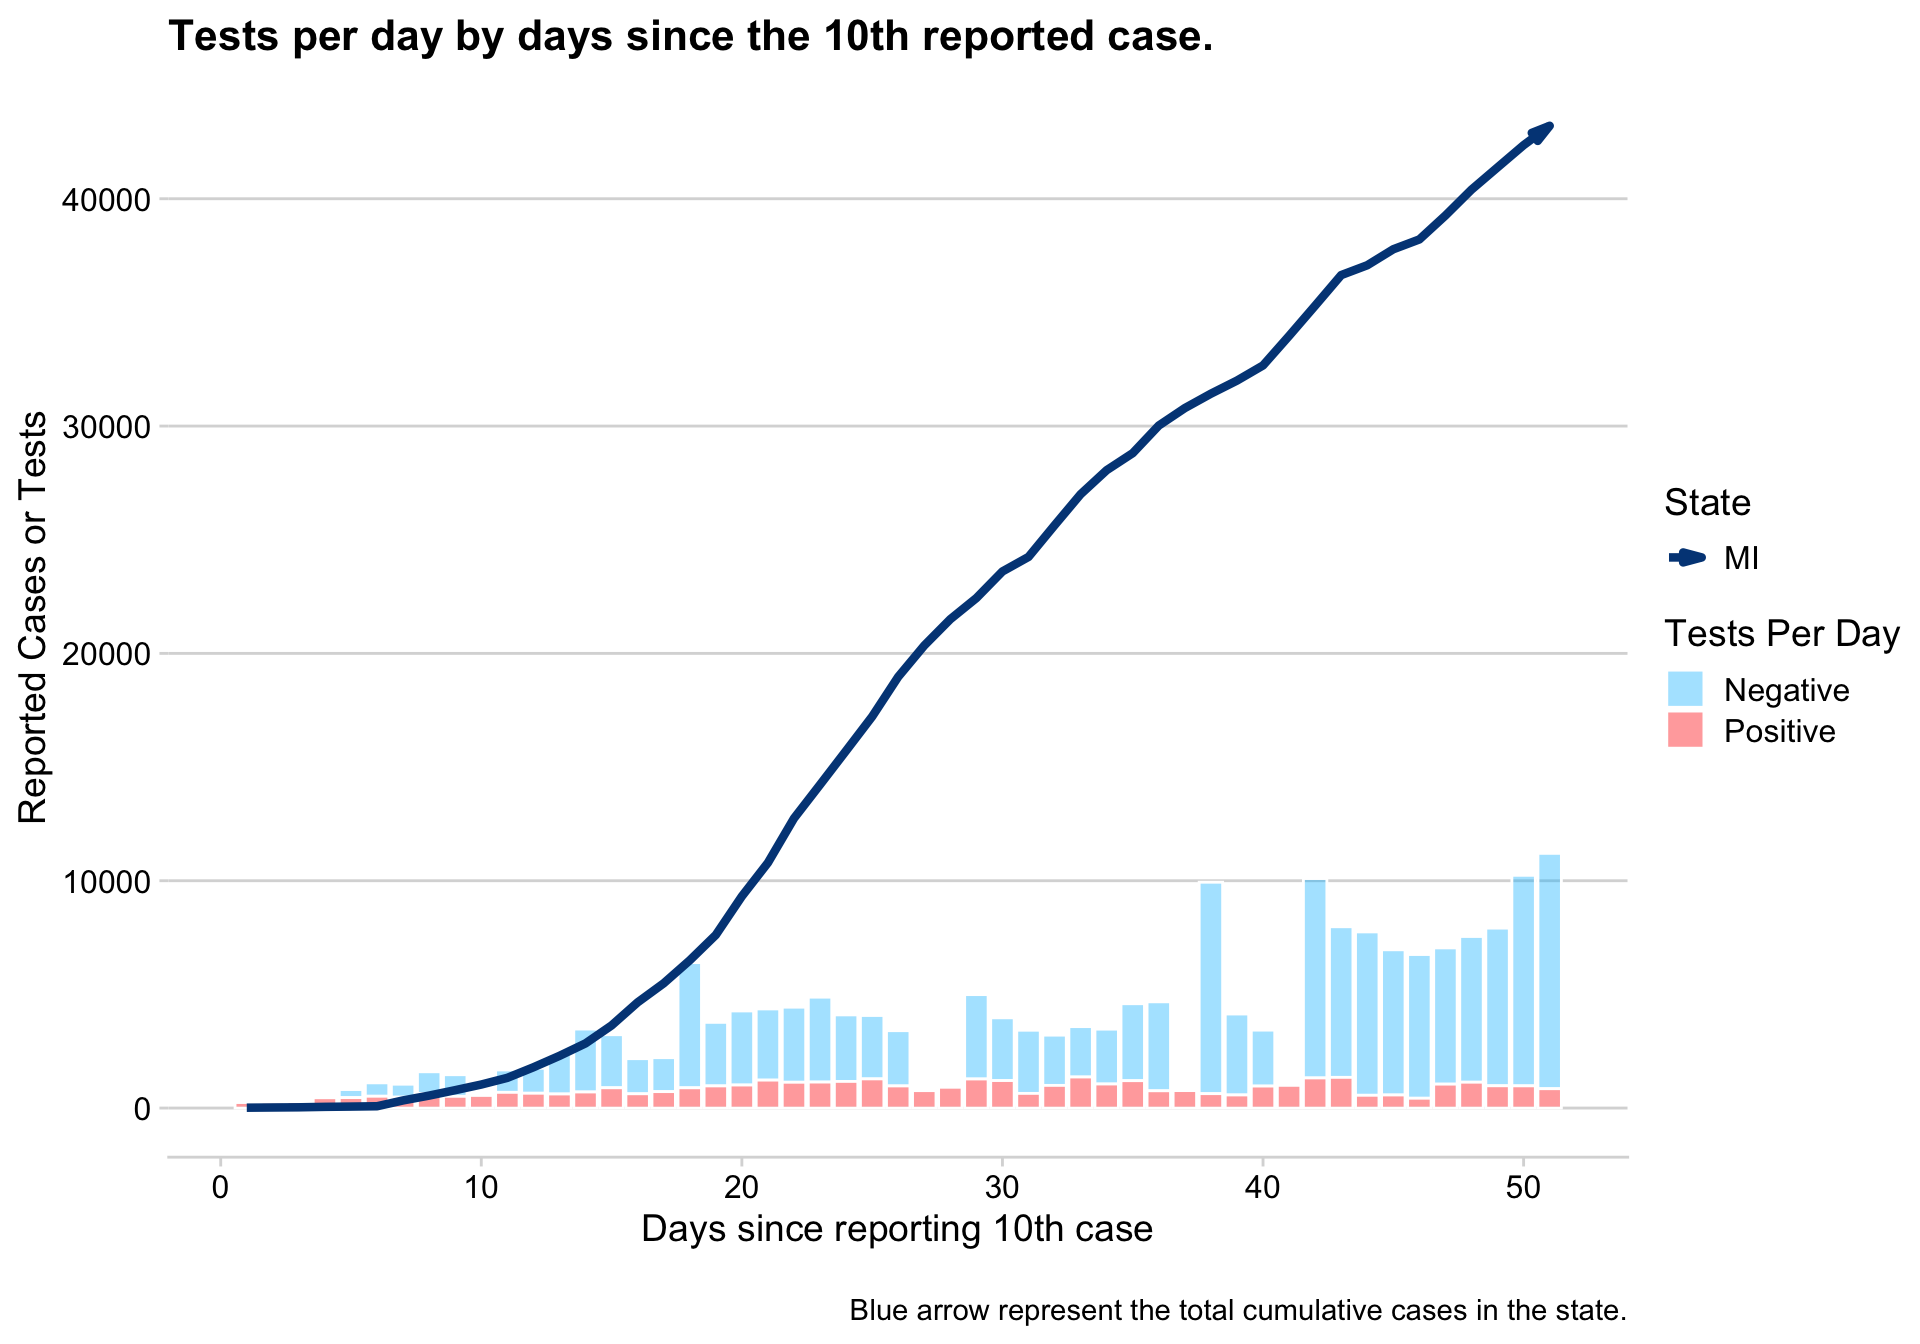 Tests per day by days since the 10th reported case.
Reported Cases or Tests
40000
30000
20000
10000
0
0 10 20 30 40 50
Days since reporting 10th case
State
MI
Tests Per Day
Negative
Positive
Blue arrow represent the total cumulative cases in the state.